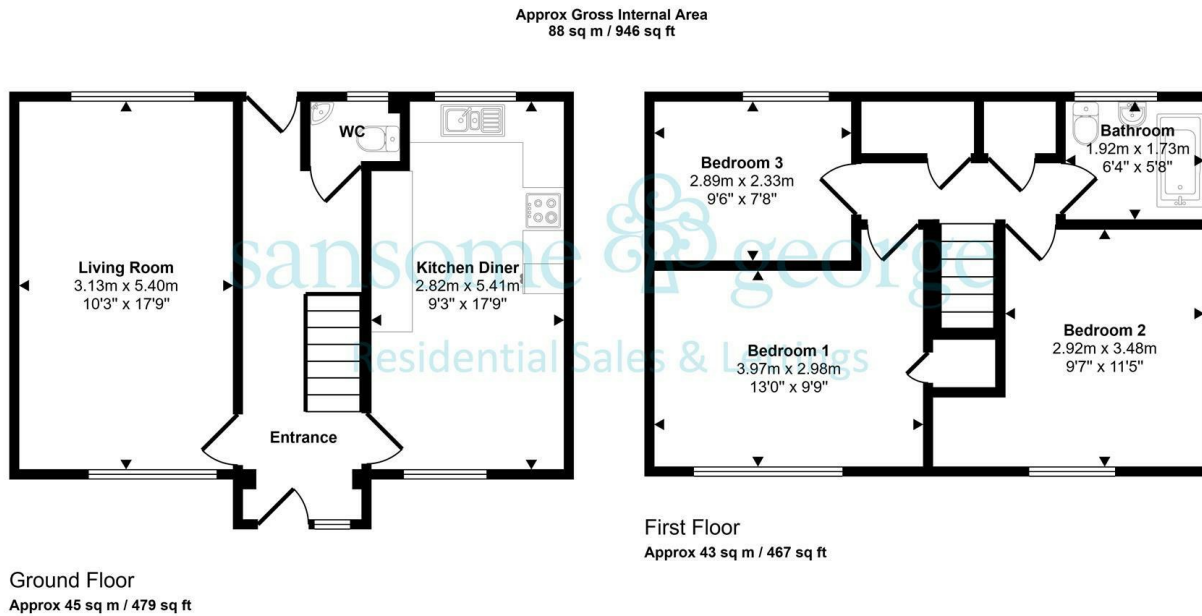 Approx Gross Internal Area
88 sq m / 946 sq ft
WC
Living Room
3.13m x 5.40m
10'3" x 17'9"
Kitchen Diner
2.82m x 5.41m
9'3" x 17'9"
Entrance
Ground Floor
Approx 45 sq m / 479 sq ft
Bedroom 3
2.89m x 2.33m
9'6" x 7'8"
Bathroom
1.92m x 1.73m
6'4" x 5'8"
Bedroom 1
3.97m x 2.98m
13'0" x 9'9"
Bedroom 2
2.92m x 3.48m
9'7" x 11'5"
First Floor
Approx 43 sq m / 467 sq ft
sansome george
Residential Sales & Lettings